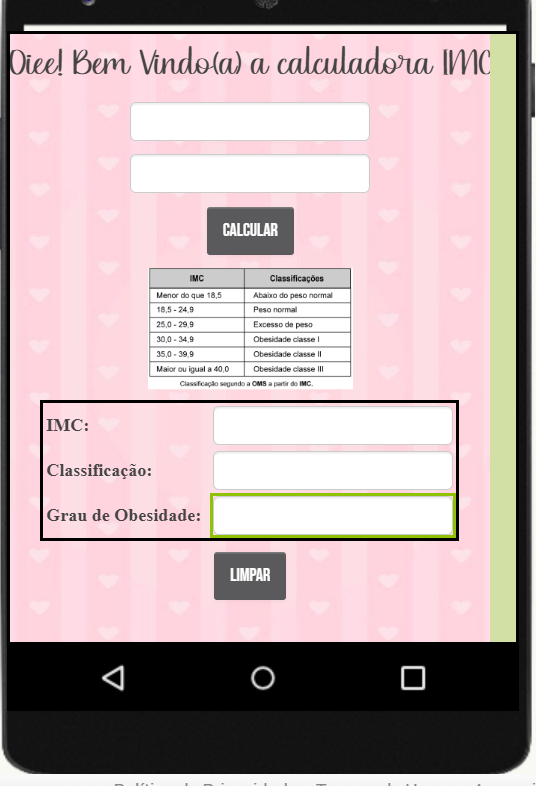 Oiee! Bem Vindo(a) a calculadora IMC
CALCULAR
IMC Classificações
Menor do que 18,5 Abaixo do peso normal
18,5 - 24,9 Peso normal
25,0 - 29,9 Excesso de peso
30,0 - 34,9 Obesidade classe I
35,0 - 39,9 Obesidade classe II
Maior ou igual a 40,0 Obesidade classe III
Classificação segundo a OMS a partir do IMC.
IMC:
Classificação:
Grau de Obesidade:
LIMPAR